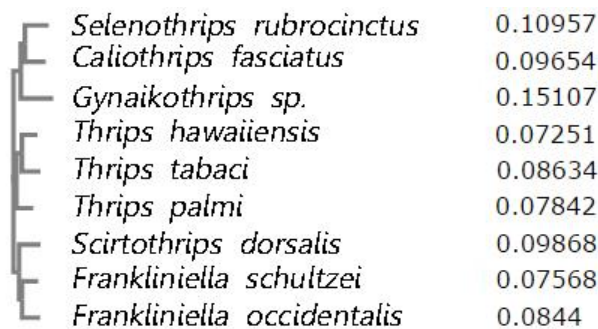 Selenothrips rubrocinctus 0.10957
Caliothrips fasciatus 0.09654
Gynaikothrips sp. 0.15107
Thrips hawaiiensis 0.07251
Thrips tabaci 0.08634
Thrips palmi 0.07842
Scirtothrips dorsalis 0.09868
Frankliniella schultzei 0.07568
Frankliniella occidentalis 0.0844